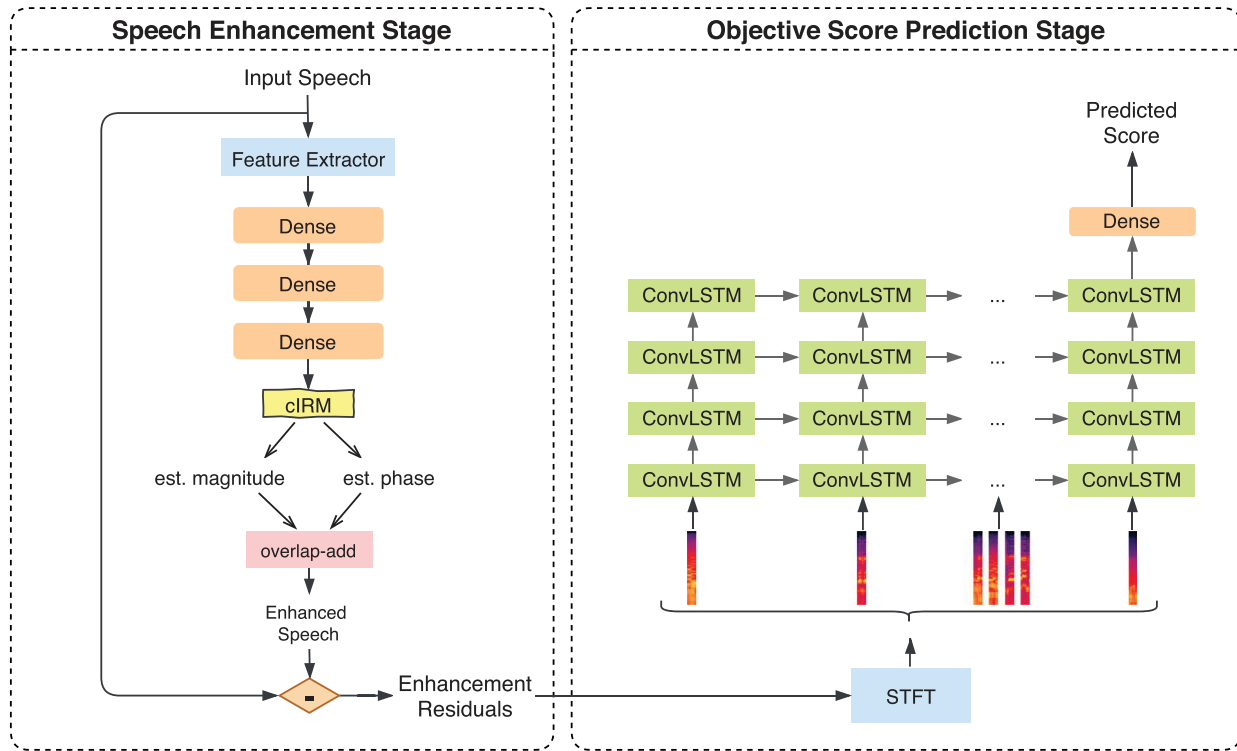 Speech Enhancement Stage
Input Speech
Feature Extractor
Dense
Dense
Dense
cIRM
est. magnitude
est. phase
overlap-add
Enhanced
Speech
-
Enhancement
Residuals
Objective Score Prediction Stage
Predicted
Score
Dense
ConvLSTM ConvLSTM ... ConvLSTM
ConvLSTM ConvLSTM ... ConvLSTM
ConvLSTM ConvLSTM ... ConvLSTM
ConvLSTM ConvLSTM ... ConvLSTM
STFT